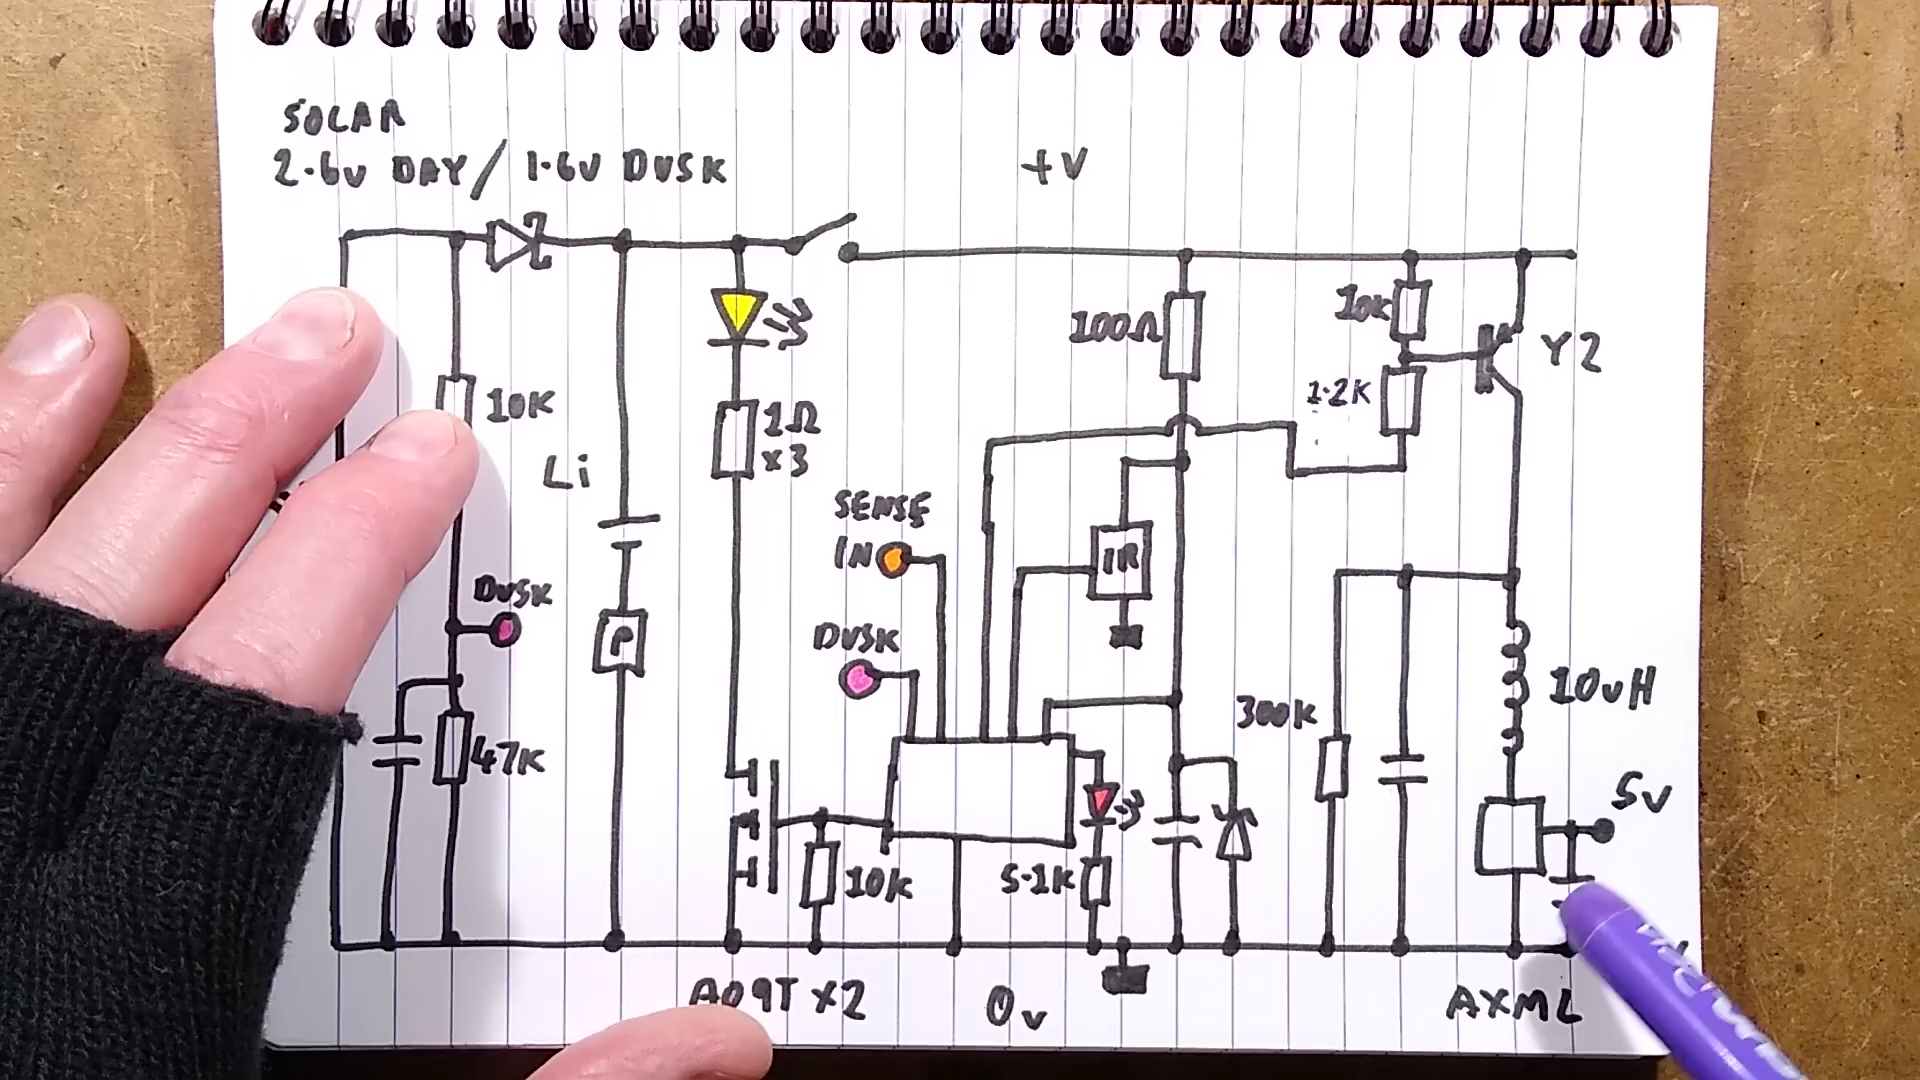 SOLAR
2.6v DAY/ 1.6v DUSK
+V
10K
Li
DUSK
47K
P
1Ω
x3
SENSE
IN
DUSK
100Ω
IR
10K
1.2K
Y2
300K
10uH
5v
10K
5.1K
A09T x2
0v
AXML